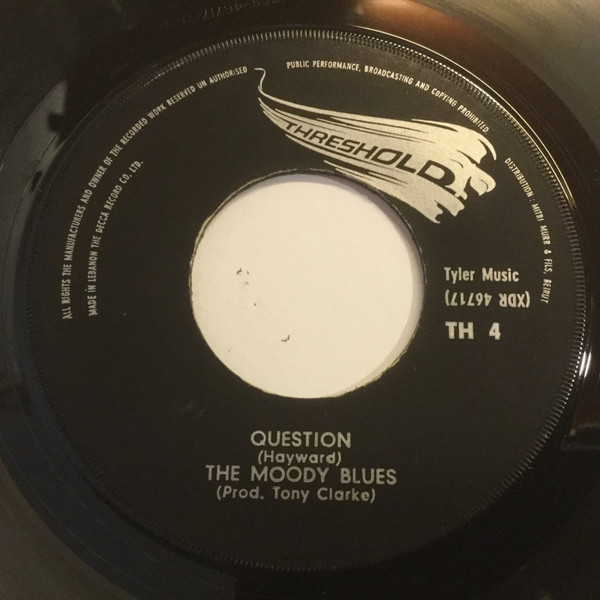 ALL RIGHTS THE MANUFACTURERS AND OWNER OF THE RECORDED WORK RESERVED UN AUTHORISED
PUBLIC PERFORMANCE, BROADCASTING AND COPYING PROHIBITED
MADE IN LEBANON THE DECCA RECORD CO, LTD.
DISTRIBUTION : MITRI MURR & FILS, BEIRUT
THRESHOLD
Tyler Music
(XDR 46717)
TH 4
QUESTION
(Hayward)
THE MOODY BLUES
(Prod. Tony Clarke)